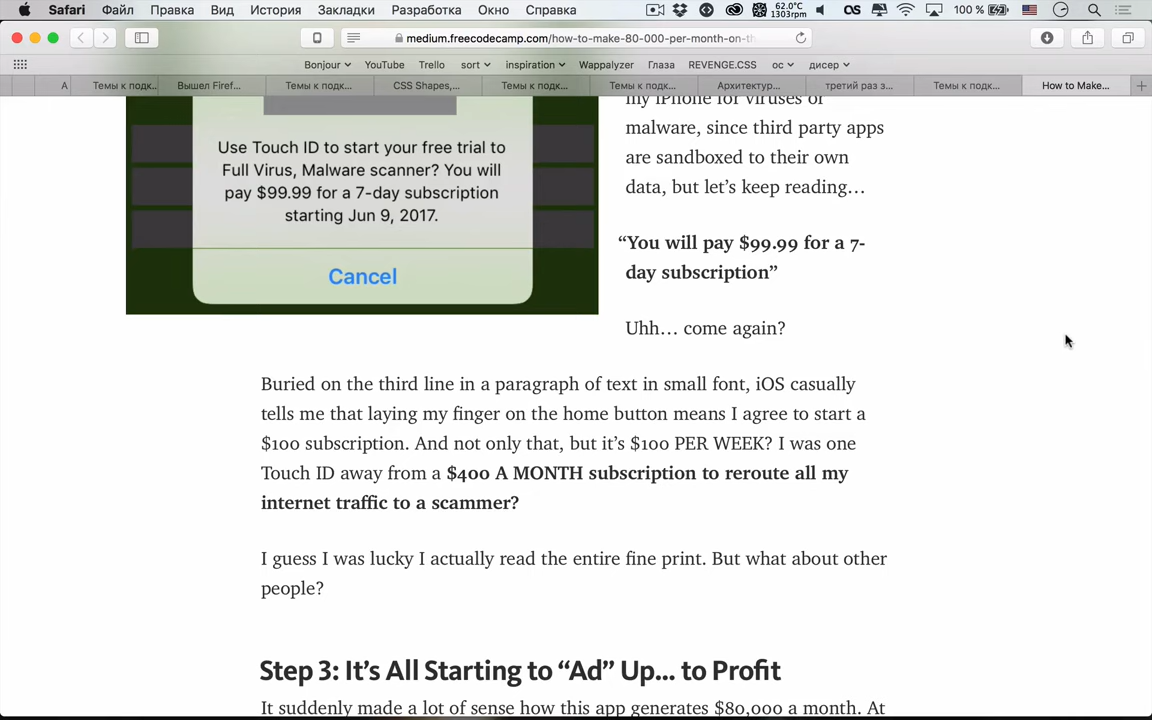 Safari Файл Правка Вид История Закладки Разработка Окно Справка 62.0°C 1303rpm 100 %
medium.freecodecamp.com/how-to-make-80-000-per-month-on-th
Bonjour YouTube Trello sort inspiration Wappalyzer Глаза REVENGE.CSS ос дисер
A Темы к подк... Вышел Firef... Темы к подк... CSS Shapes,... Темы к подк... Темы к подк... Архитектур... третий раз з... Темы к подк... How to Make...
my iPhone for viruses or
malware, since third party apps
are sandboxed to their own
data, but let’s keep reading…
Use Touch ID to start your free trial to
Full Virus, Malware scanner? You will
pay $99.99 for a 7-day subscription
starting Jun 9, 2017.
Cancel
“You will pay $99.99 for a 7-
day subscription”
Uhh… come again?
Buried on the third line in a paragraph of text in small font, iOS casually
tells me that laying my finger on the home button means I agree to start a
$100 subscription. And not only that, but it’s $100 PER WEEK? I was one
Touch ID away from a $400 A MONTH subscription to reroute all my
internet traffic to a scammer?
I guess I was lucky I actually read the entire fine print. But what about other
people?
Step 3: It’s All Starting to “Ad” Up… to Profit
It suddenly made a lot of sense how this app generates $80,000 a month. At